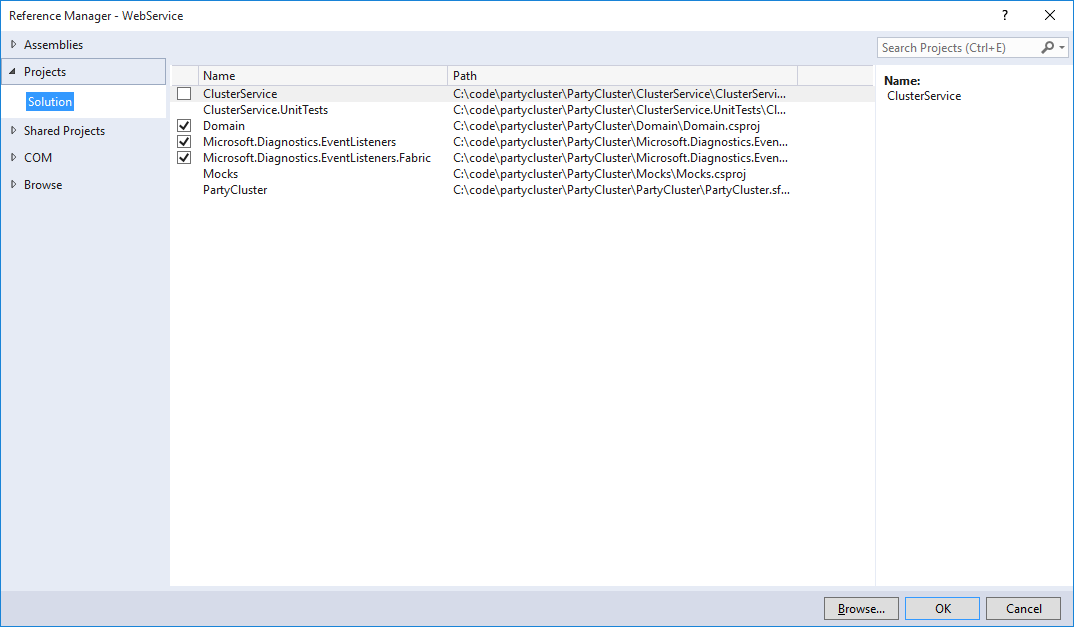 Reference Manager - WebService
?
Assemblies
Search Projects (Ctrl+E)
Projects
Solution
Shared Projects
COM
Browse
Name Path
ClusterService C:\code\partycluster\PartyCluster\ClusterService\ClusterServi...
ClusterService.UnitTests C:\code\partycluster\PartyCluster\ClusterService.UnitTests\Cl...
Domain C:\code\partycluster\PartyCluster\Domain\Domain.csproj
Microsoft.Diagnostics.EventListeners C:\code\partycluster\PartyCluster\Microsoft.Diagnostics.Even...
Microsoft.Diagnostics.EventListeners.Fabric C:\code\partycluster\PartyCluster\Microsoft.Diagnostics.Even...
Mocks C:\code\partycluster\PartyCluster\Mocks\Mocks.csproj
PartyCluster C:\code\partycluster\PartyCluster\PartyCluster\PartyCluster.sf...
Name:
ClusterService
Browse... OK Cancel